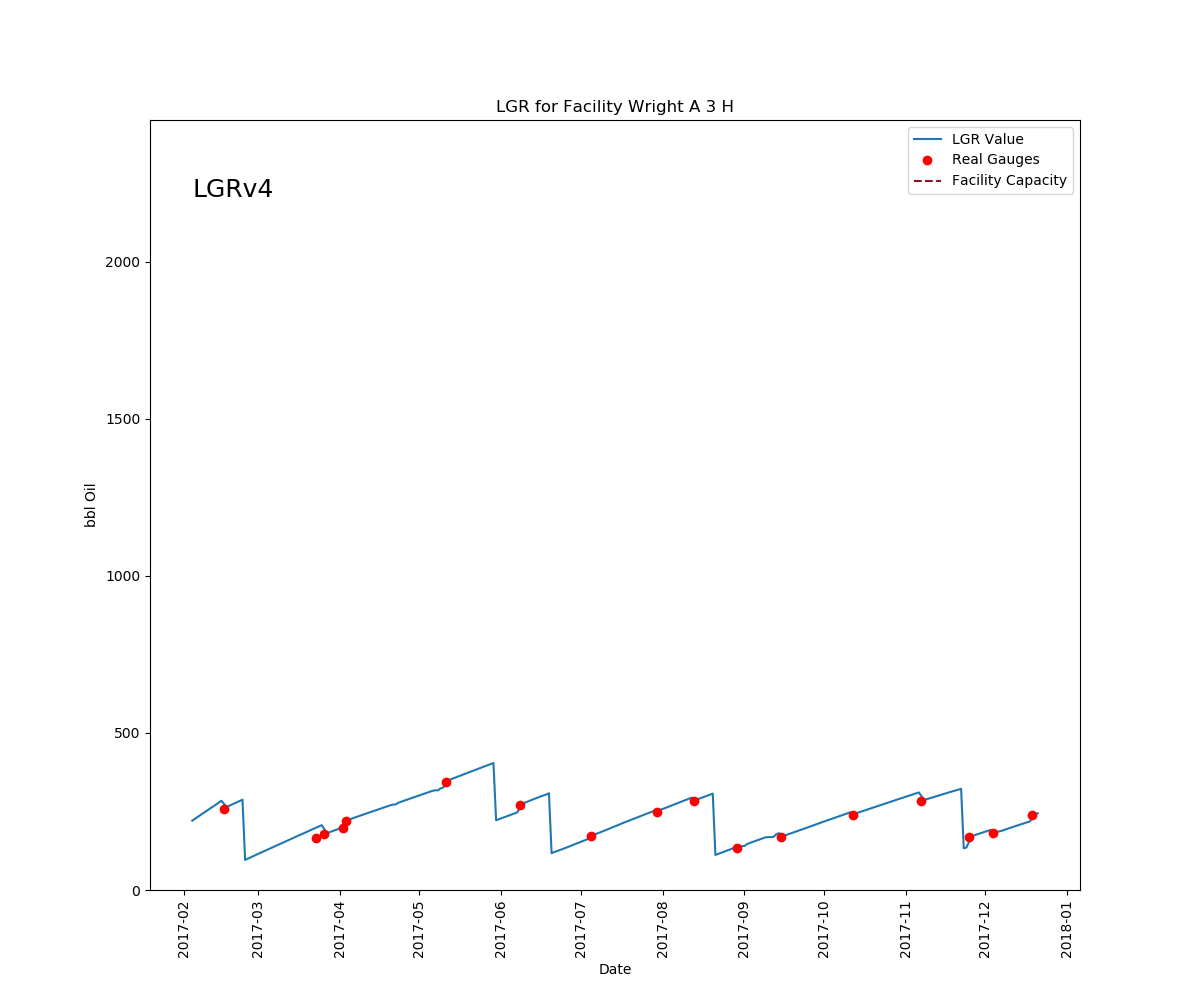 LGR for Facility Wright A 3 H
LGRv4
LGR Value
Real Gauges
Facility Capacity
bbl Oil
2000
1500
1000
500
0
2017-02
2017-03
2017-04
2017-05
2017-06
2017-07
2017-08
2017-09
2017-10
2017-11
2017-12
2018-01
Date